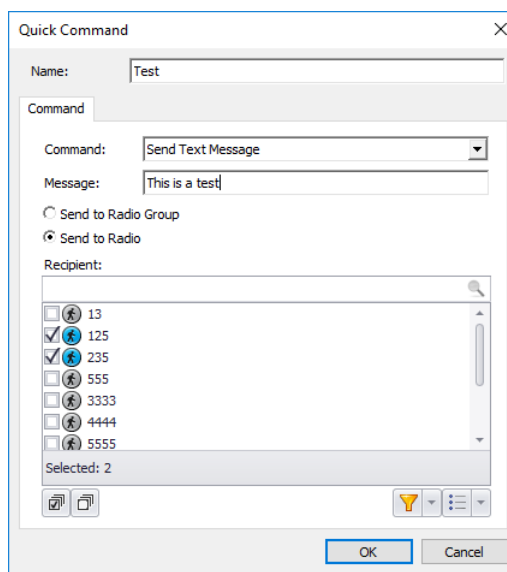 Quick Command
Name: Test
Command
Command: Send Text Message
Message: This is a test
Send to Radio Group
Send to Radio
Recipient:
13
125
235
555
3333
4444
5555
Selected: 2
OK Cancel